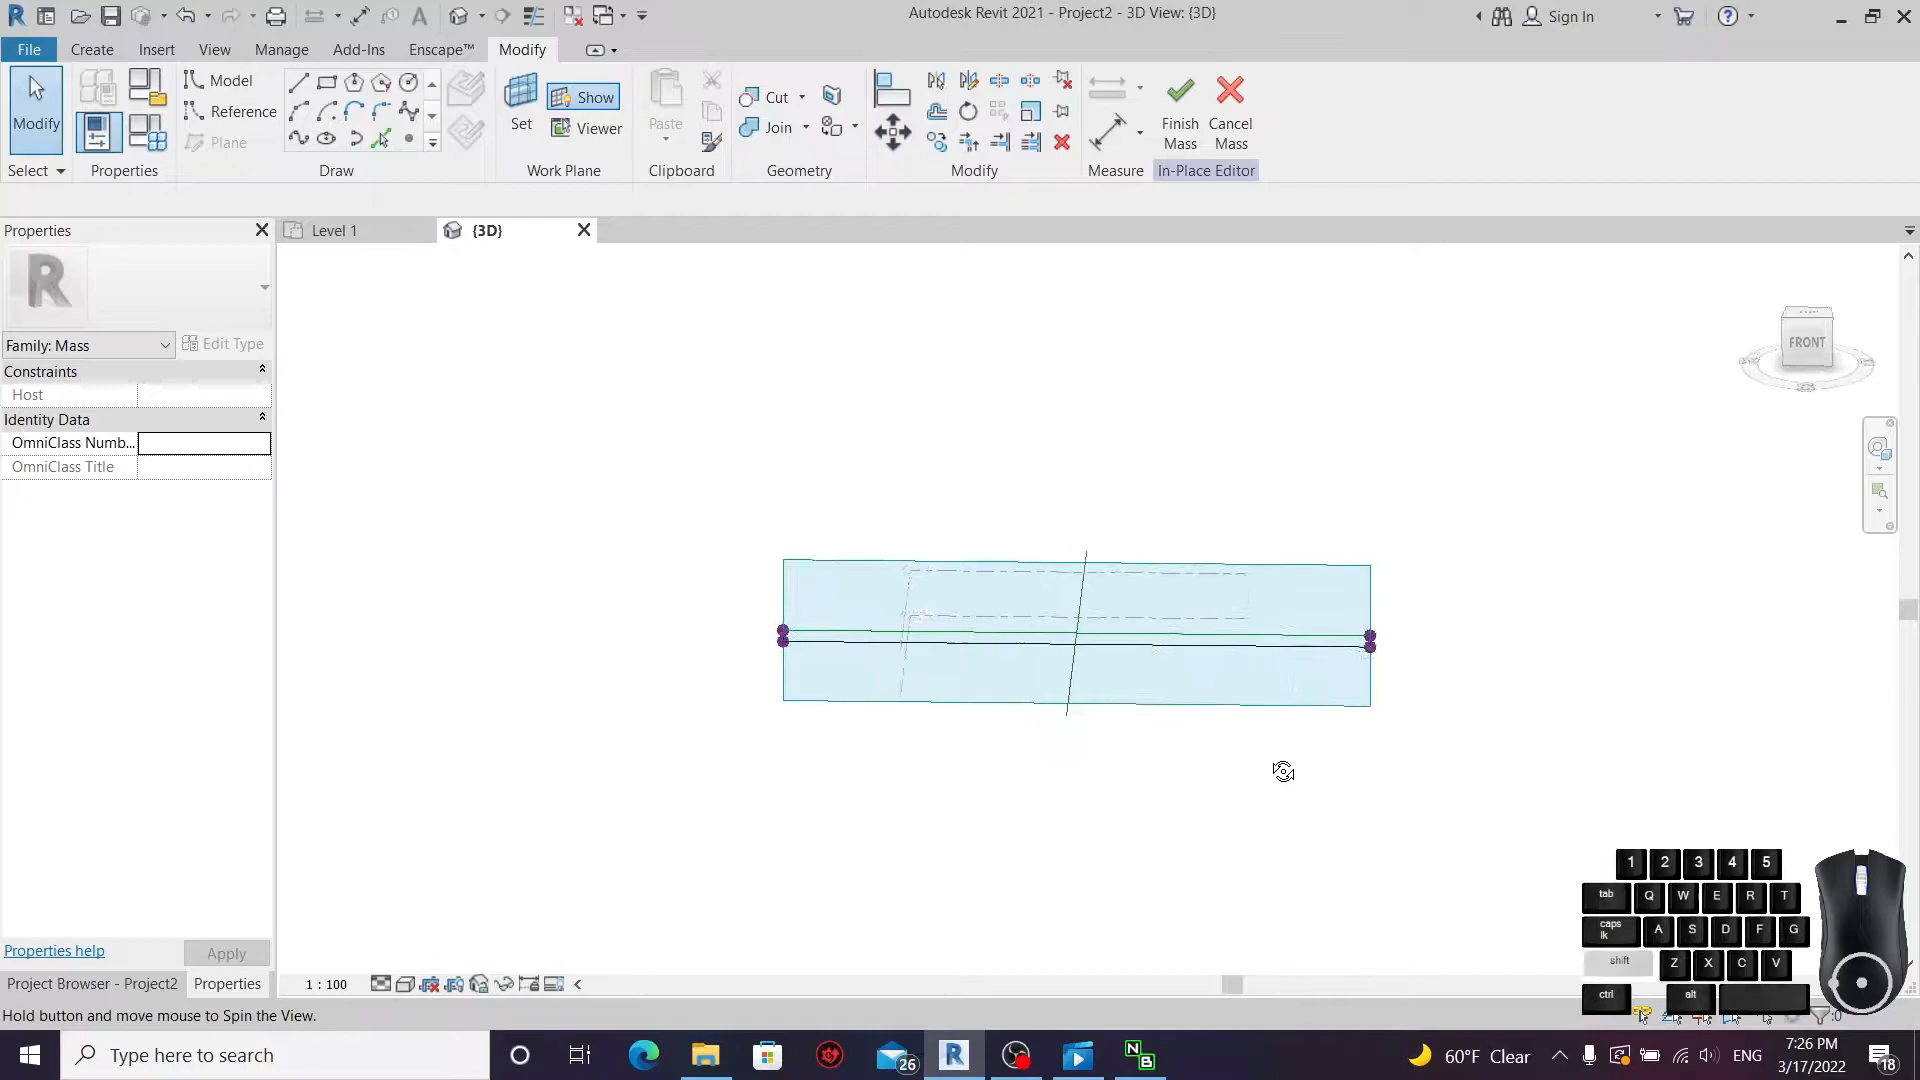 Autodesk Revit 2021 - Project2 - 3D View: {3D}
Sign In
File
Create
Insert
View
Manage
Add-Ins
Enscape™
Modify
Modify
Select
Properties
Model
Reference
Plane
Draw
Set
Show
Viewer
Work Plane
Paste
Clipboard
Cut
Join
Geometry
Modify
Measure
Finish
Mass
Cancel
Mass
In-Place Editor
Properties
Level 1
{3D}
R
Family: Mass
Edit Type
Constraints
Host
Identity Data
OmniClass Numb...
OmniClass Title
FRONT
Properties help
Apply
Project Browser - Project2
Properties
1 : 100
Hold button and move mouse to Spin the View.
:0
1 2 3 4 5
tab Q W E R T
caps
lk
A S D F G
shift Z X C V
ctrl alt
Type here to search
26
R
N
B
60°F Clear
ENG
7:26 PM
3/17/2022
18